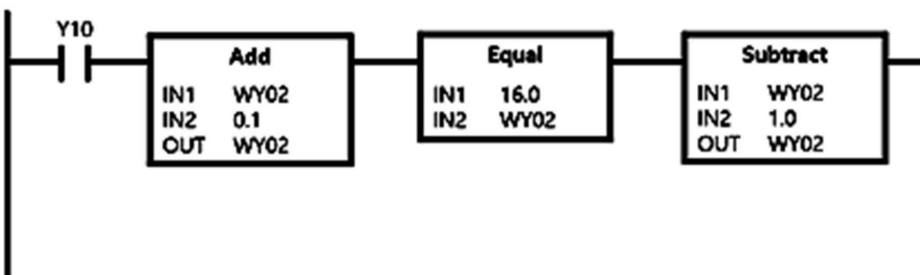 Y10
Add
IN1 WY02
IN2 0.1
OUT WY02
Equal
IN1 16.0
IN2 WY02
Subtract
IN1 WY02
IN2 1.0
OUT WY02